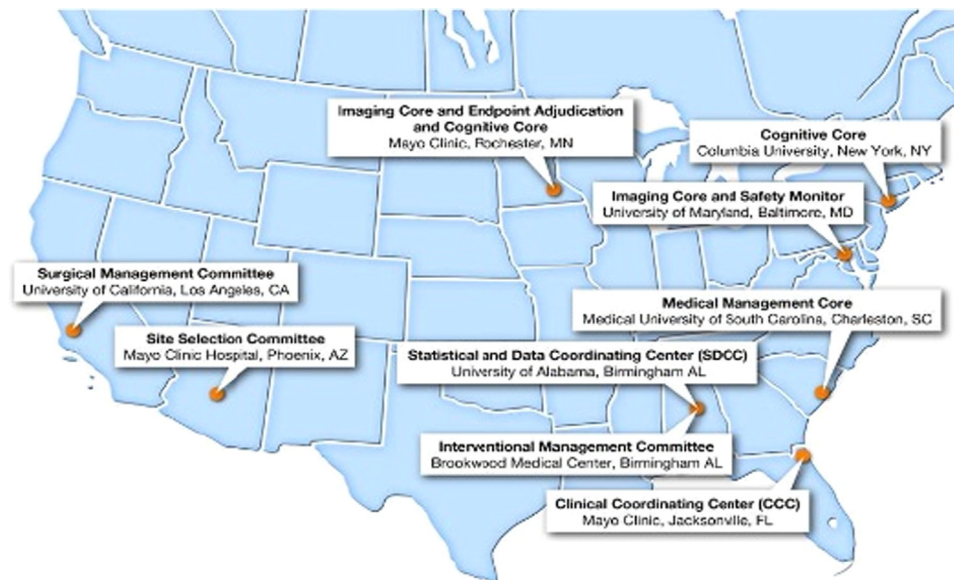 Imaging Core and Endpoint Adjudication
and Cognitive Core
Mayo Clinic, Rochester, MN
Cognitive Core
Columbia University, New York, NY
Imaging Core and Safety Monitor
University of Maryland, Baltimore, MD
Surgical Management Committee
University of California, Los Angeles, CA
Medical Management Core
Medical University of South Carolina, Charleston, SC
Site Selection Committee
Mayo Clinic Hospital, Phoenix, AZ
Statistical and Data Coordinating Center (SDCC)
University of Alabama, Birmingham AL
Interventional Management Committee
Brookwood Medical Center, Birmingham AL
Clinical Coordinating Center (CCC)
Mayo Clinic, Jacksonville, FL